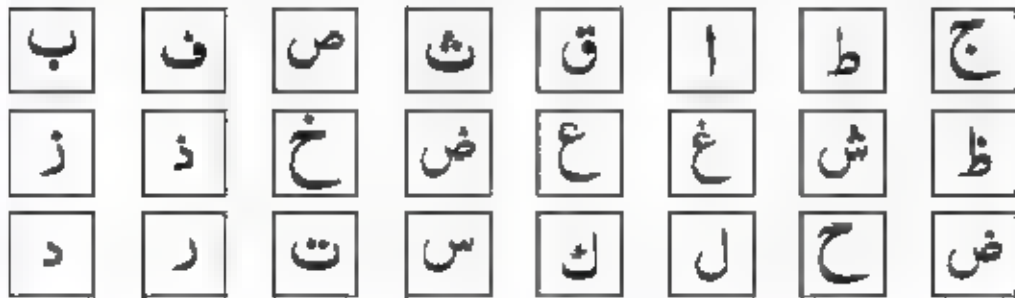 ج ط ا ق ث ص ف ب
ظ ش غ ع ض خ ذ ز
ض ح ل ك س ت ر د